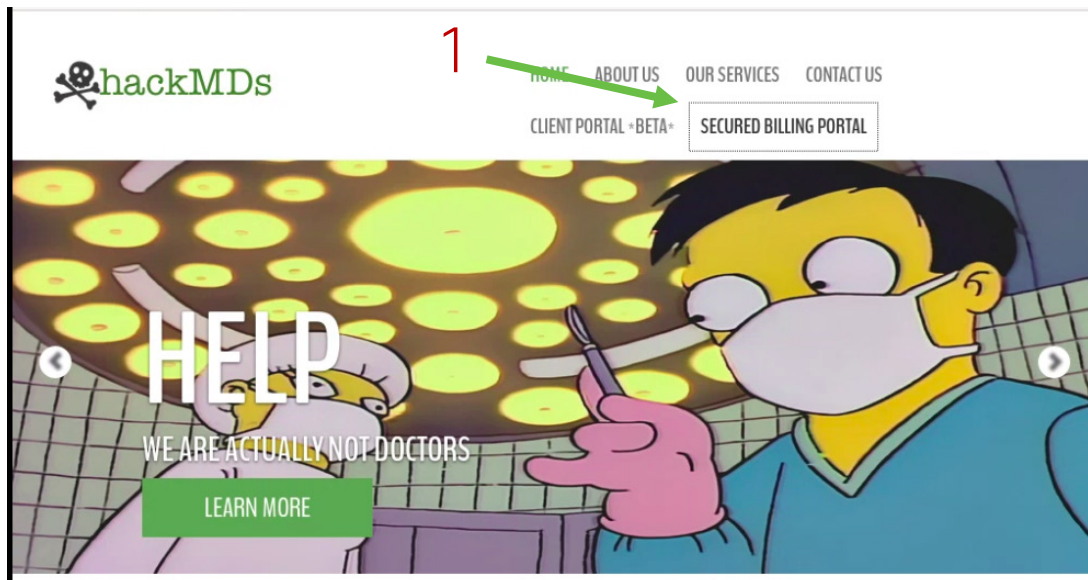 1
hackMDs
HOME ABOUT US OUR SERVICES CONTACT US
CLIENT PORTAL *BETA* SECURED BILLING PORTAL
HELP
WE ARE ACTUALLY NOT DOCTORS
LEARN MORE